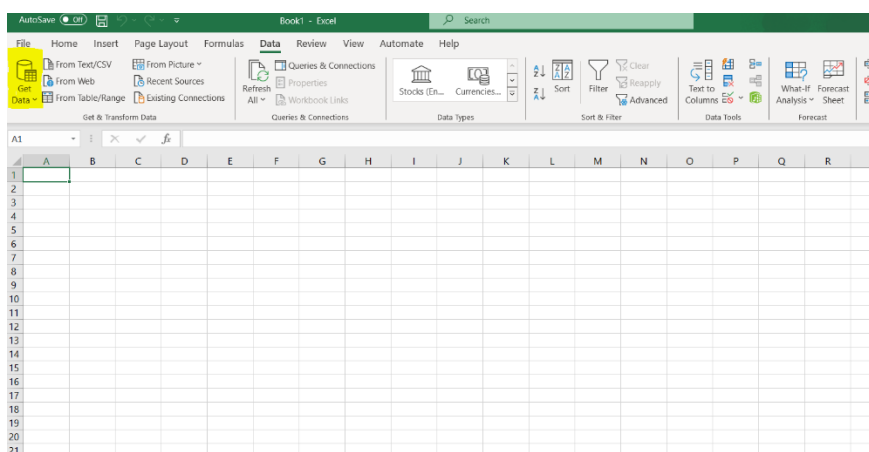 AutoSave Off Book1 - Excel Search
File Home Insert Page Layout Formulas Data Review View Automate Help
Get Data
From Text/CSV
From Web
From Table/Range
From Picture
Recent Sources
Existing Connections
Get & Transform Data
Refresh All
Queries & Connections
Properties
Workbook Links
Queries & Connections
Stocks (En...
Currencies...
Data Types
Sort
Filter
Clear
Reapply
Advanced
Sort & Filter
Text to Columns
Data Tools
What-If Analysis
Forecast Sheet
Forecast
A1 fx
A B C D E F G H I J K L M N O P Q R
1
2
3
4
5
6
7
8
9
10
11
12
13
14
15
16
17
18
19
20
21